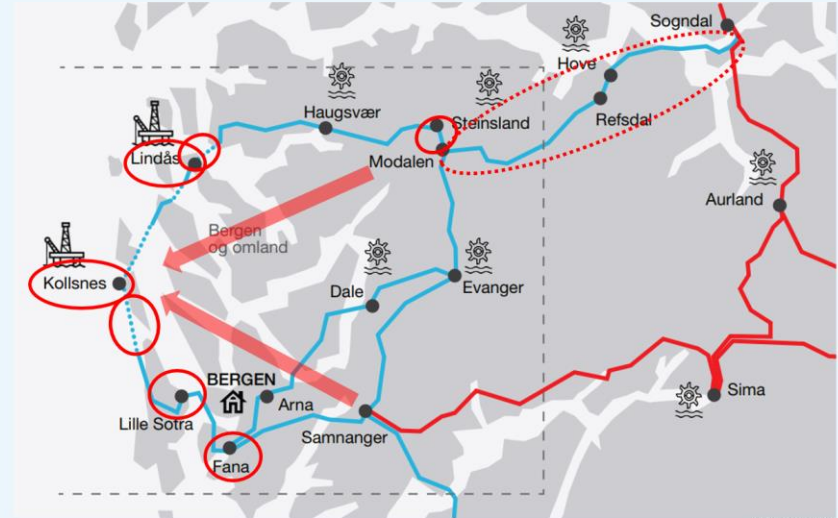 Sogndal
Hove
Haugsvær
Steinsland
Refsdal
Lindås
Modalen
Aurland
Bergen
og omland
Kollsnes
Dale
Evanger
BERGEN
Sima
Arna
Lille Sotra
Samnanger
Fana